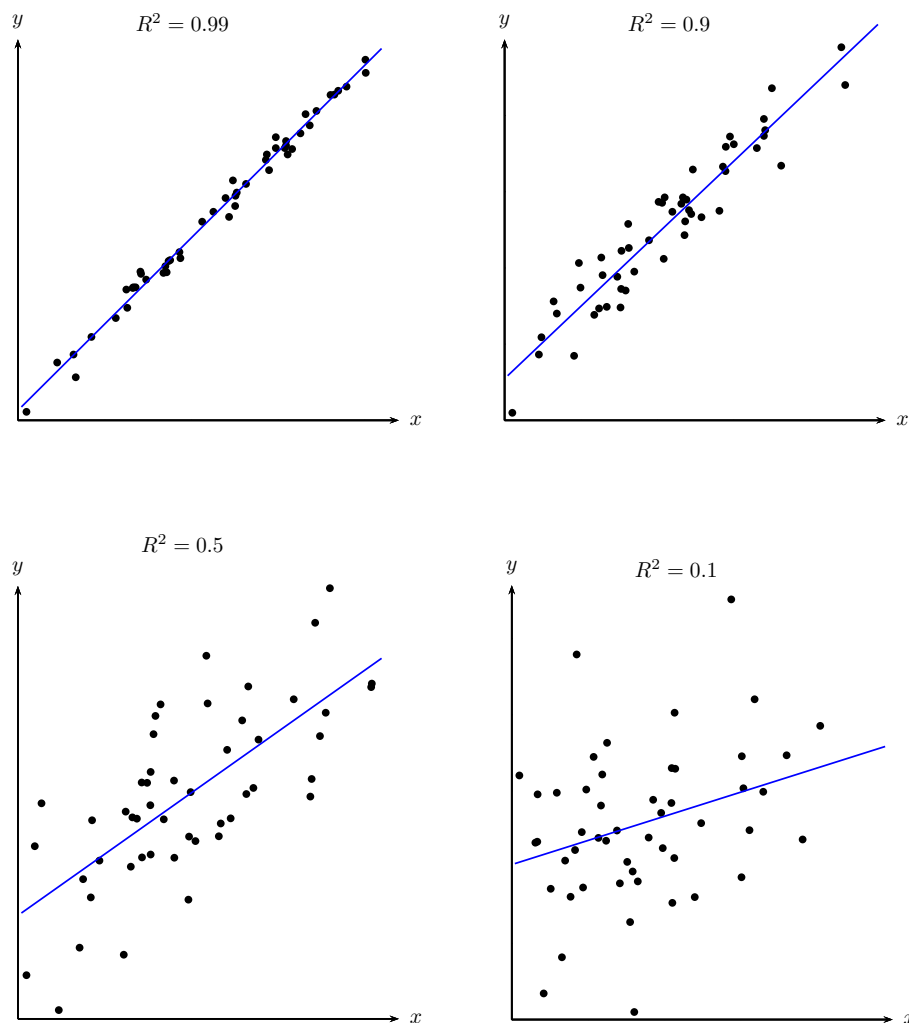 R² = 0.99
y
x
R² = 0.9
y
x
R² = 0.5
y
x
R² = 0.1
y
x